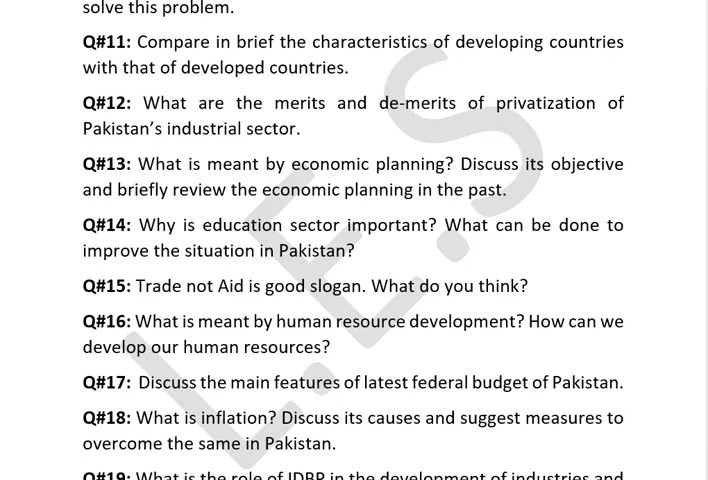 solve this problem.
Q#11: Compare in brief the characteristics of developing countries
with that of developed countries.
Q#12: What are the merits and de-merits of privatization of
Pakistan’s industrial sector.
Q#13: What is meant by economic planning? Discuss its objective
and briefly review the economic planning in the past.
Q#14: Why is education sector important? What can be done to
improve the situation in Pakistan?
Q#15: Trade not Aid is good slogan. What do you think?
Q#16: What is meant by human resource development? How can we
develop our human resources?
Q#17: Discuss the main features of latest federal budget of Pakistan.
Q#18: What is inflation? Discuss its causes and suggest measures to
overcome the same in Pakistan.
Q#19: What is the role of IDBP in the development of industries and
L.E.S